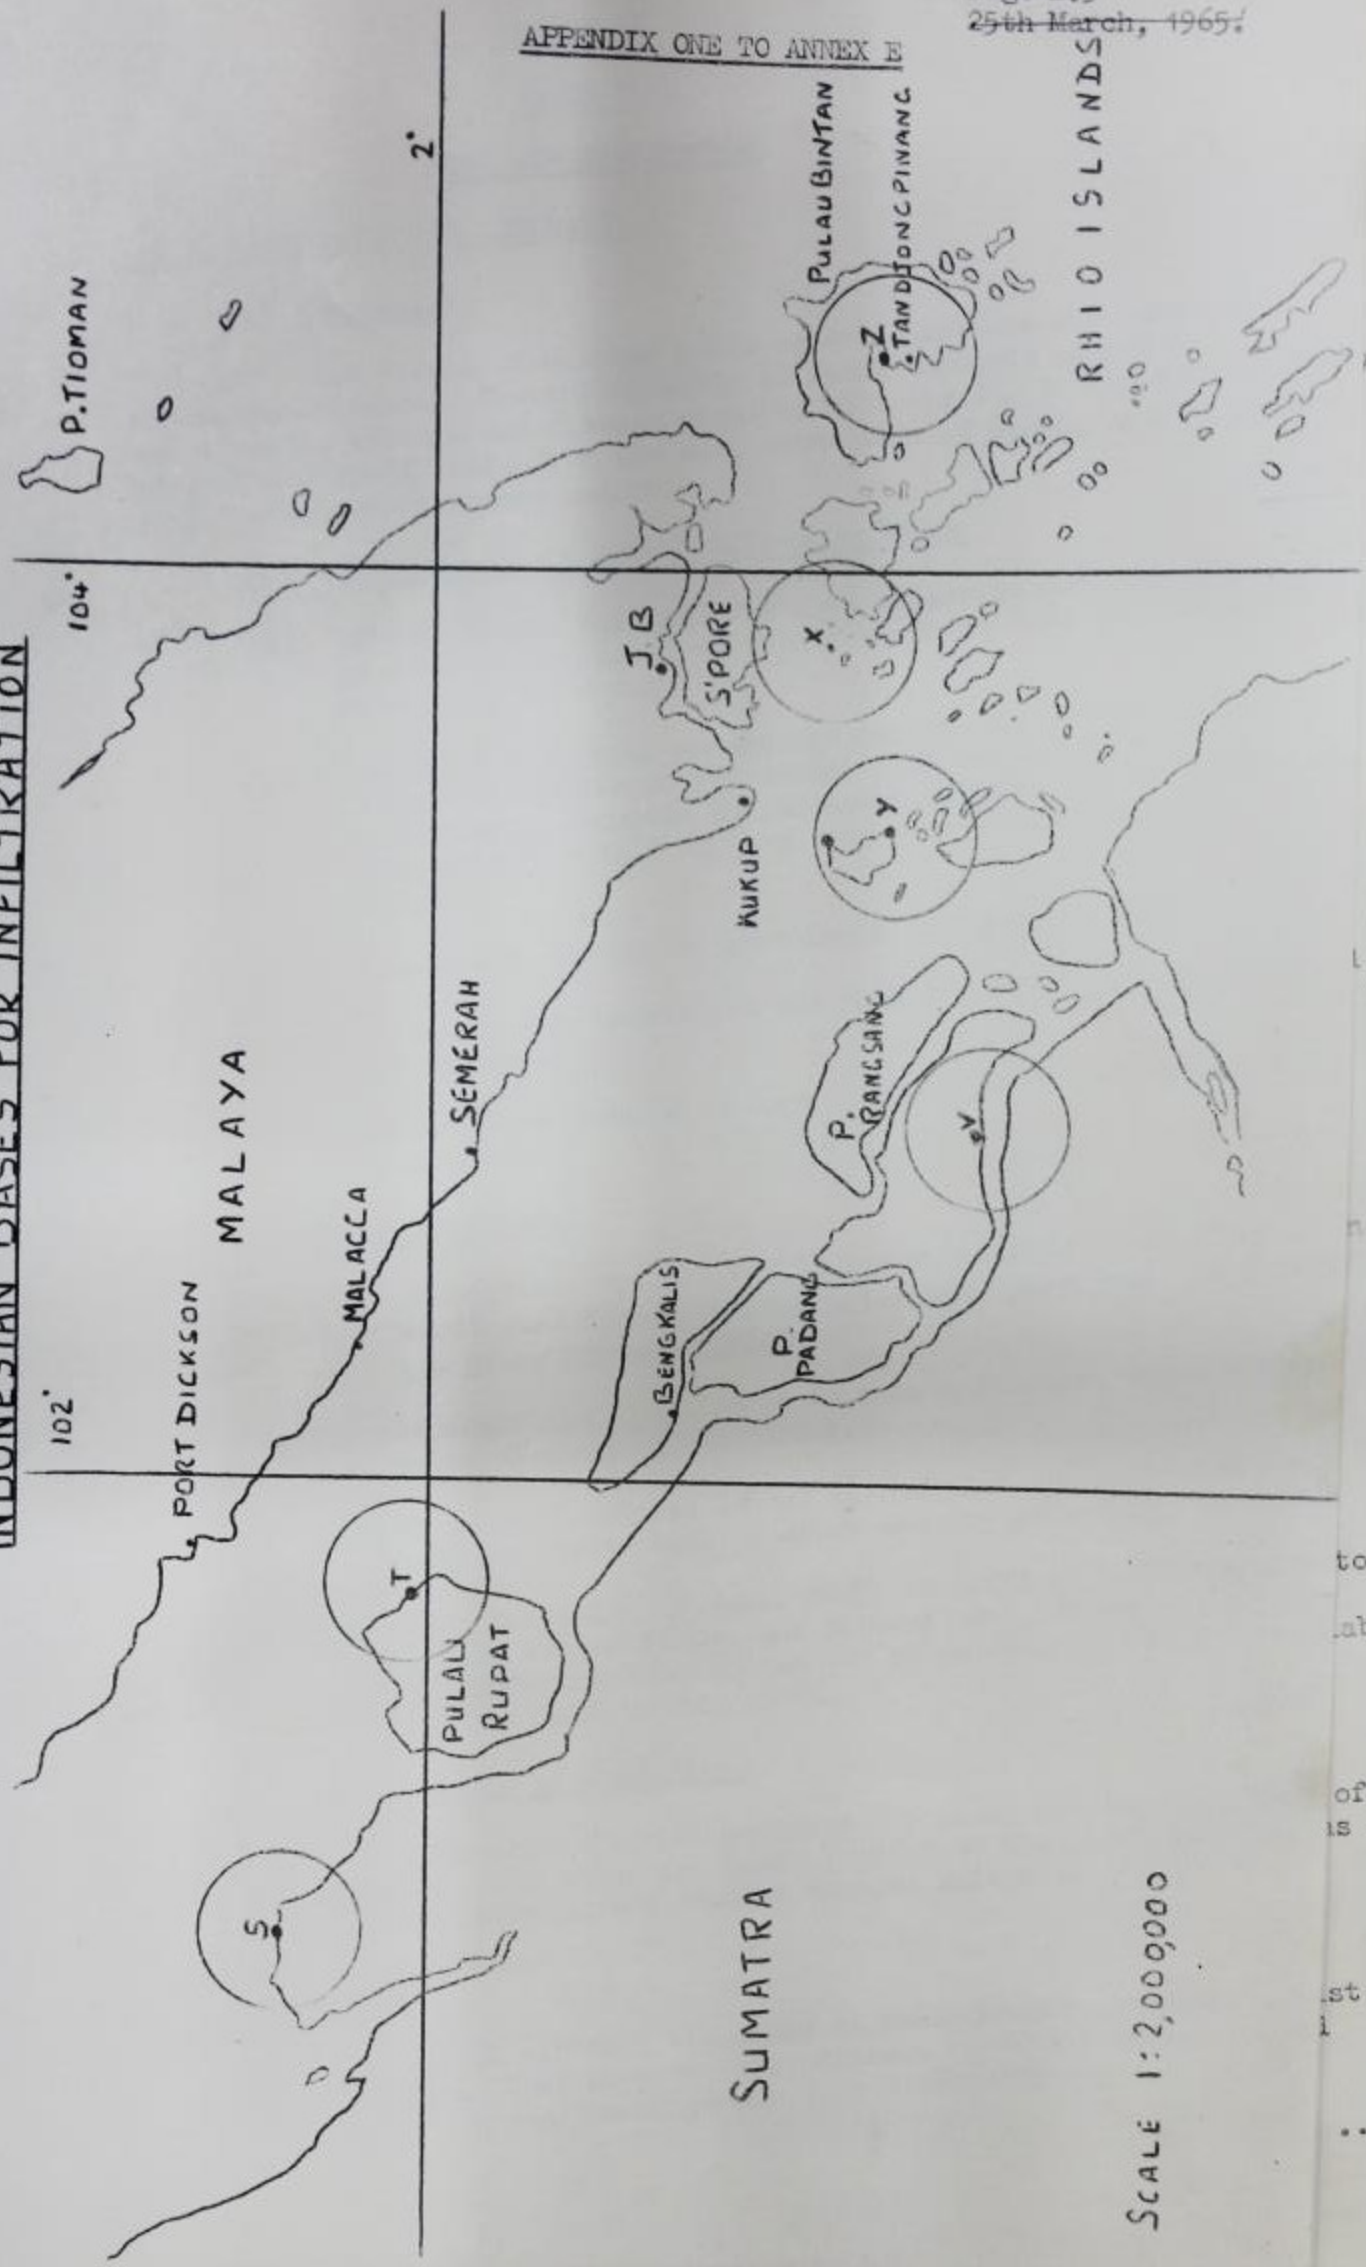 APPENDIX ONE TO ANNEX E
25th March, 1965.
INDONESIAN BASES FOR INFILTRATION
102°
104°
2°
P. TIOMAN
MALAYA
PORT DICKSON
MALACCA
SEMERAH
KUKUP
J B
S'PORE
PULAU BINTAN
Z
TANDJONG PINANG
RHIO ISLANDS
X
Y
P.
RANGSANG
V
BENGKALIS
P.
PADANG
T
PULAU
RUPAT
S
SUMATRA
SCALE 1:2,000,000
to
of
is
st